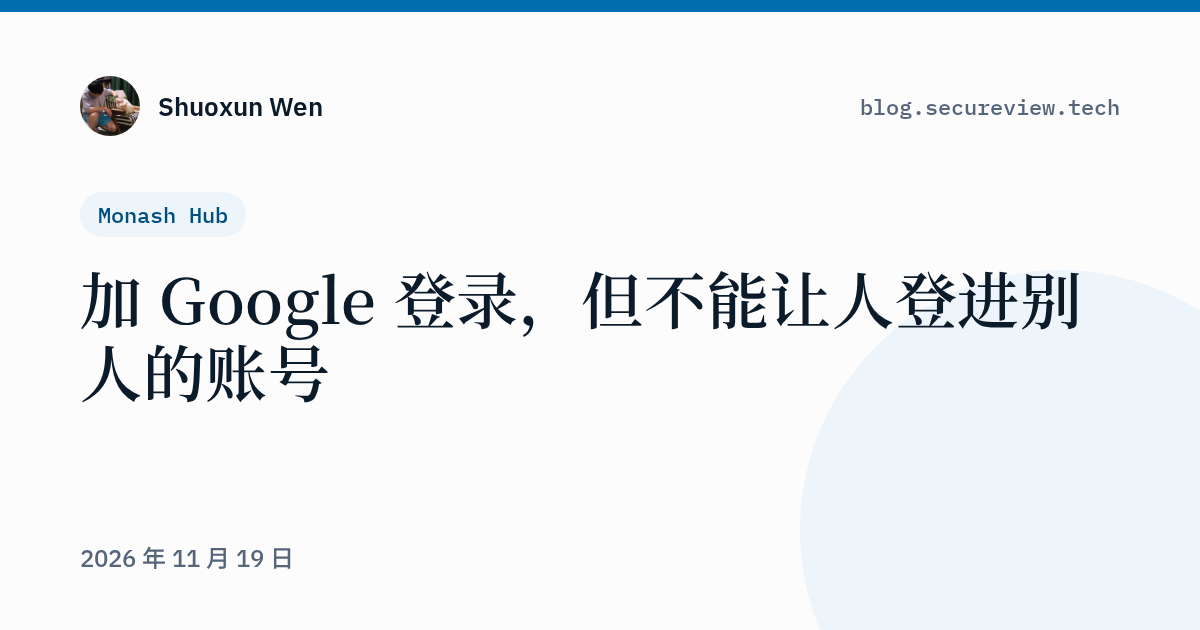 Shuoxun Wen
blog.secureview.tech
Monash Hub
加 Google 登录，但不能让人登进别
人的账号
2026 年 11 月 19 日